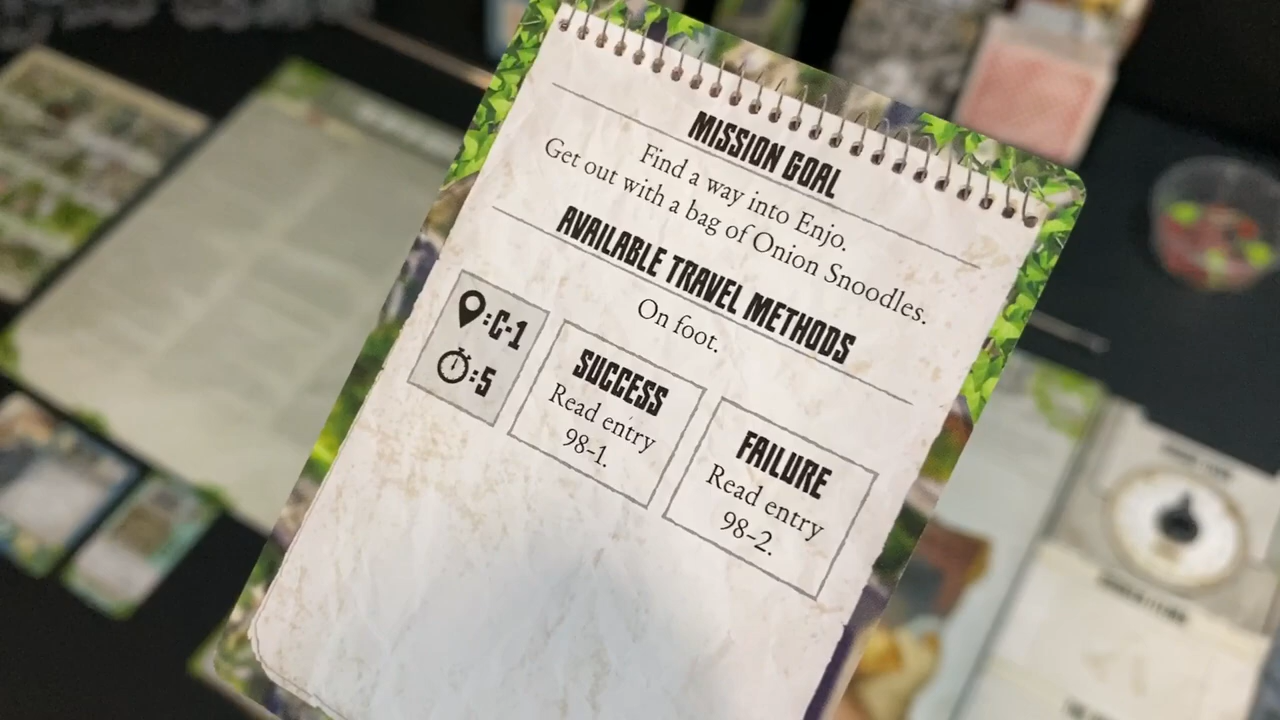 MISSION GOAL
Find a way into Enjo.
Get out with a bag of Onion Snoodles.
AVAILABLE TRAVEL METHODS
On foot.
:C-1
:5
SUCCESS
Read entry
98-1.
FAILURE
Read entry
98-2.